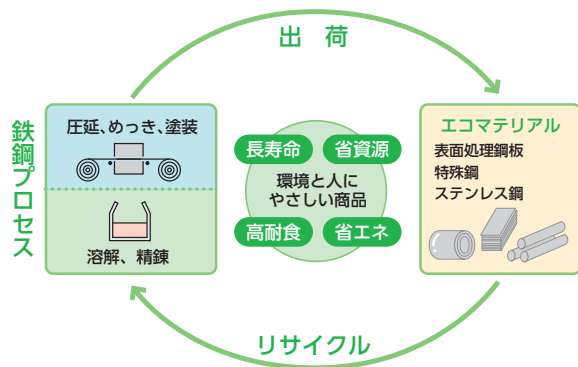 出 荷
鉄鋼プロセス
圧延、めっき、塗装
溶解、精錬
長寿命
省資源
環境と人に
やさしい商品
高耐食
省エネ
エコマテリアル
表面処理鋼板
特殊鋼
ステンレス鋼
リサイクル